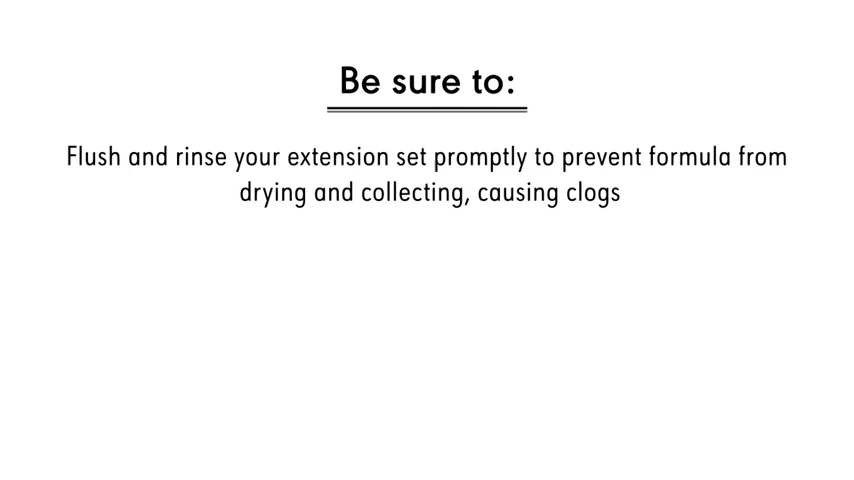 Be sure to:
Flush and rinse your extension set promptly to prevent formula from
drying and collecting, causing clogs